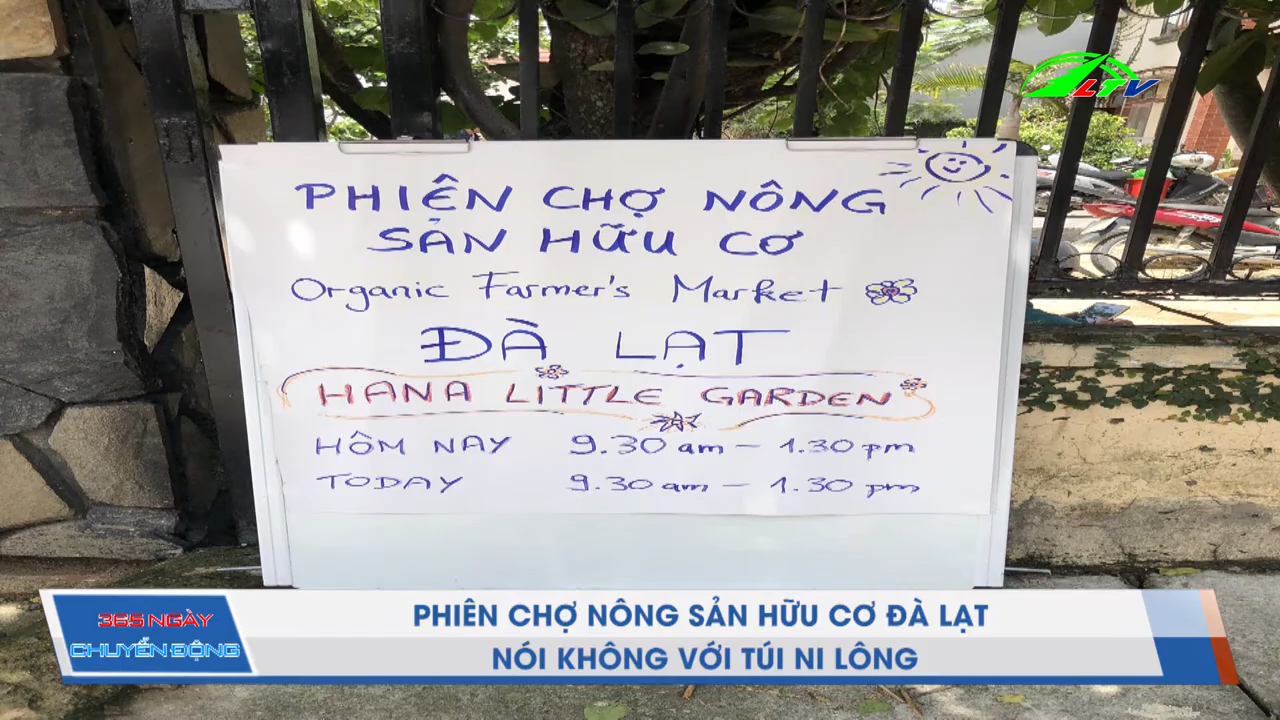 LTV
PHIÊN CHỢ NÔNG
SẢN HỮU CƠ
Organic Farmer's Market
ĐÀ LẠT
HANA LITTLE GARDEN
HÔM NAY 9.30 am – 1.30 pm
TODAY 9.30 am – 1.30 pm
365 NGÀY
CHUYỂN ĐỘNG
PHIÊN CHỢ NÔNG SẢN HỮU CƠ ĐÀ LẠT
NÓI KHÔNG VỚI TÚI NI LÔNG